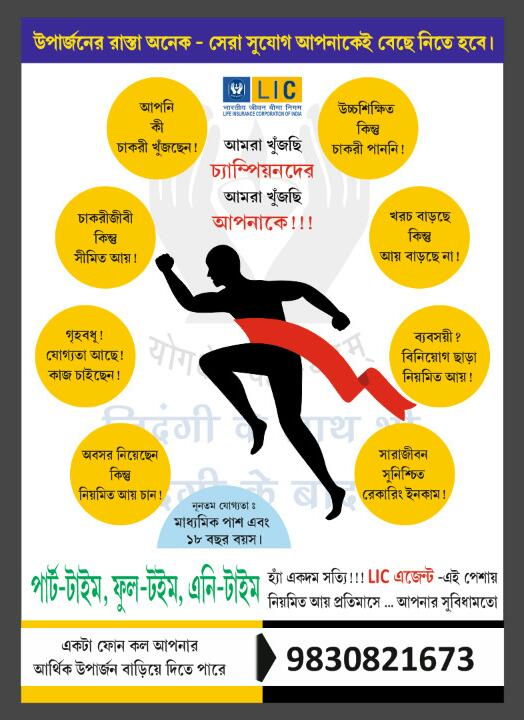 উপার্জনের রাস্তা অনেক - সেরা সুযোগ আপনাকেই বেছে নিতে হবে।
LIC
भारतीय जीवन बीमा निगम
LIFE INSURANCE CORPORATION OF INDIA
আমরা খুঁজছি
চ্যাম্পিয়নদের
আমরা খুঁজছি
আপনাকে!!!
আপনি
কী
চাকরী খুঁজছেন!
উচ্চশিক্ষিত
কিন্তু
চাকরী পাননি!
চাকরীজীবী
কিন্তু
সীমিত আয়!
খরচ বাড়ছে
কিন্তু
আয় বাড়ছে না!
গৃহবধূ!
যোগ্যতা আছে!
কাজ চাইছেন!
ব্যবসায়ী?
বিনিয়োগ ছাড়া
নিয়মিত আয়!
অবসর নিয়েছেন
কিন্তু
নিয়মিত আয় চান!
সারাজীবন
সুনিশ্চিত
রেকারিং ইনকাম!
जिंदगी के साथ भी
के बाद
নূনতম যোগ্যতা ঃ
মাধ্যমিক পাশ এবং
১৮ বছর বয়স।
পার্ট-টাইম, ফুল-টইম, এনি-টাইম
হ্যাঁ একদম সত্যি!!! LIC এজেন্ট -এই পেশায়
নিয়মিত আয় প্রতিমাসে ... আপনার সুবিধামতো
একটা ফোন কল আপনার
আর্থিক উপার্জন বাড়িয়ে দিতে পারে
9830821673